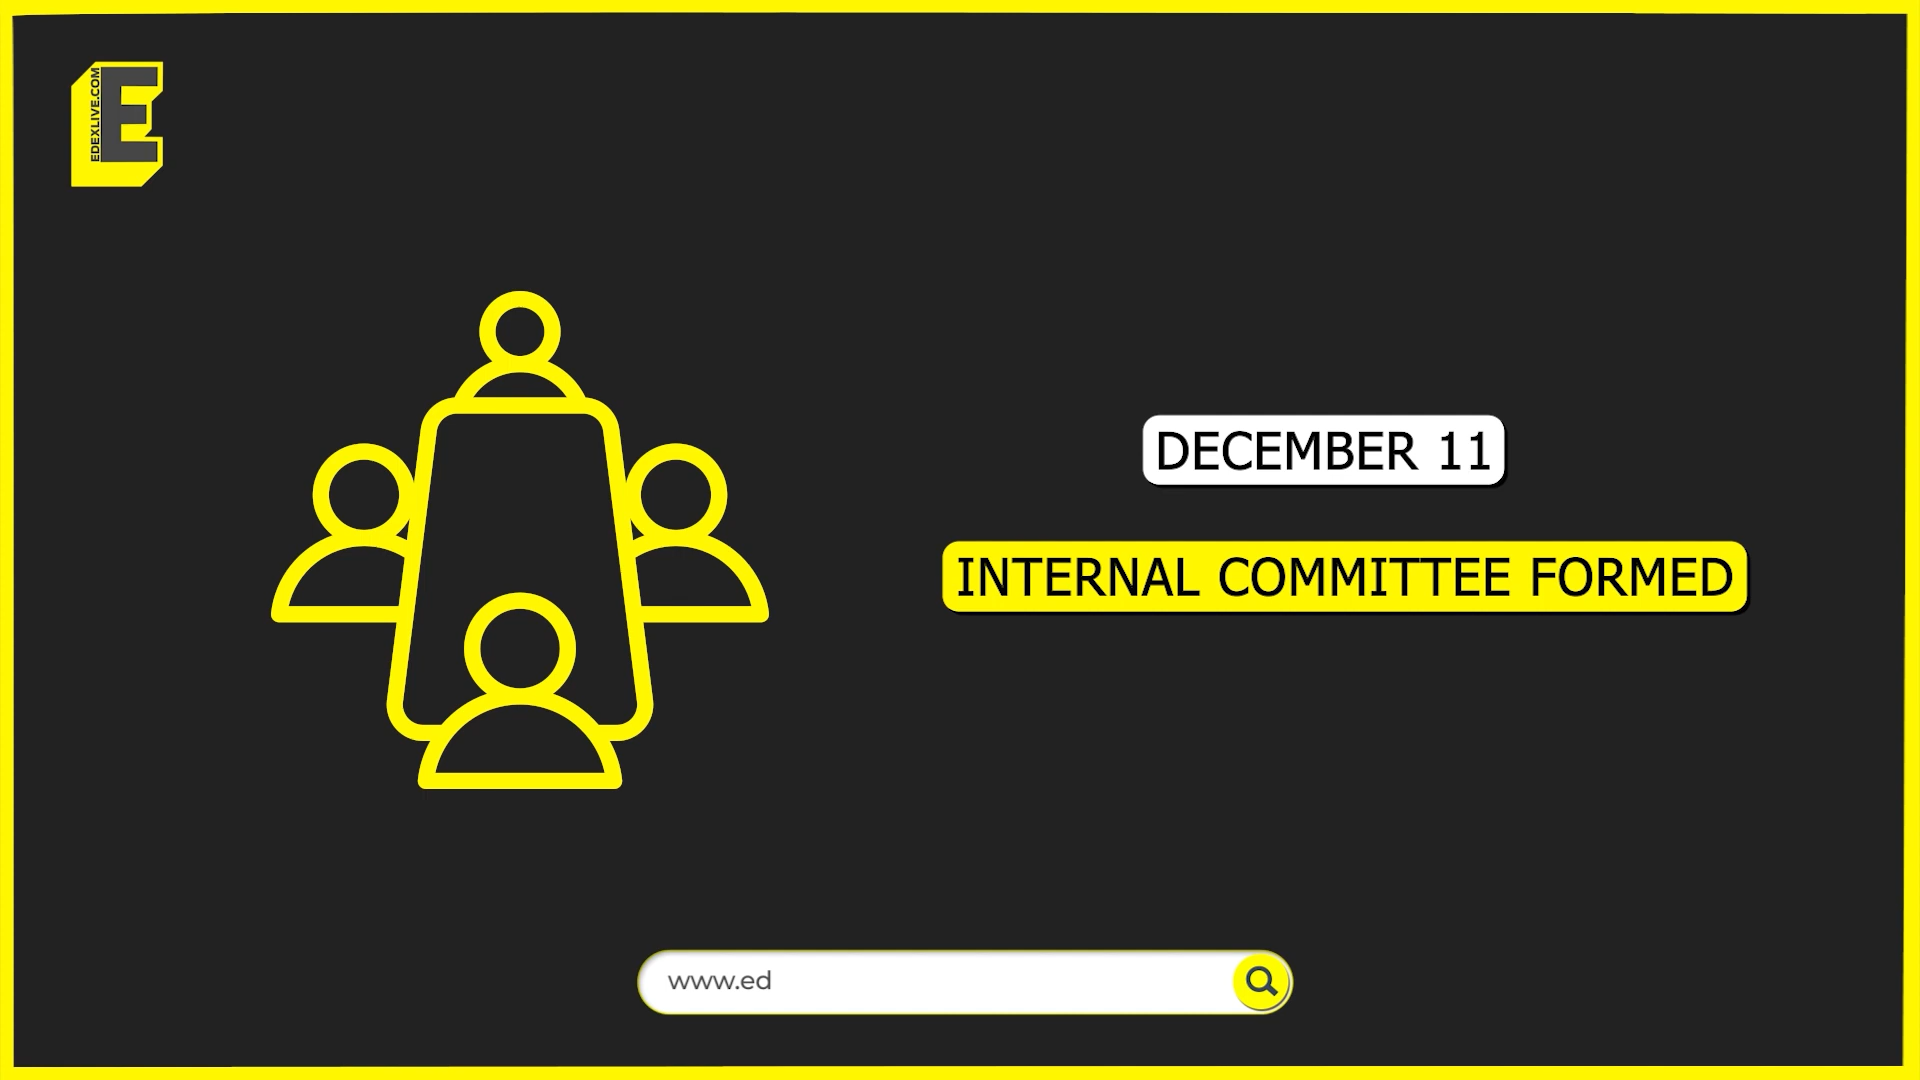 E
EDEXLIVE.COM
DECEMBER 11
INTERNAL COMMITTEE FORMED
www.ed